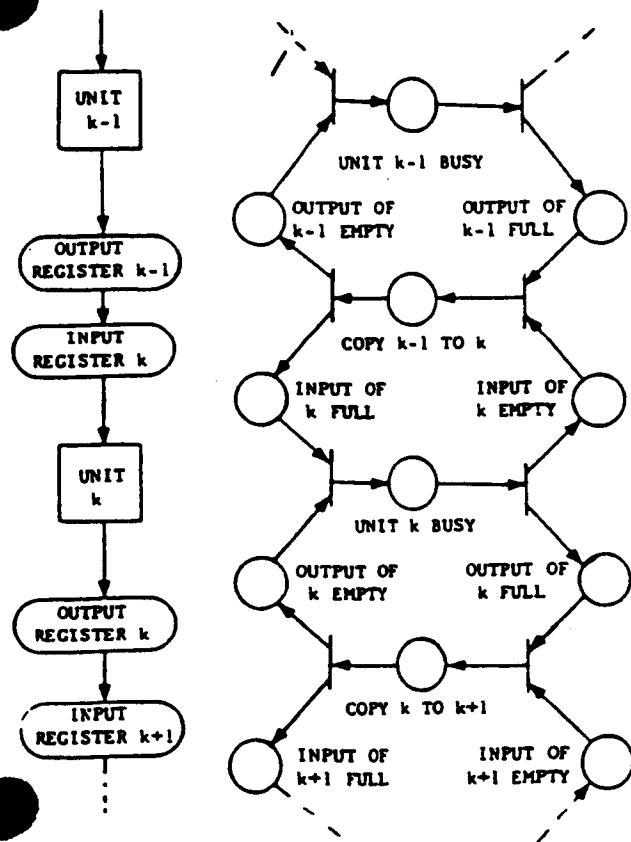 UNIT
k-1
OUTPUT
REGISTER k-1
INPUT
REGISTER k
UNIT
k
OUTPUT
REGISTER k
INPUT
REGISTER k+1
UNIT k-1 BUSY
OUTPUT OF
k-1 EMPTY
OUTPUT OF
k-1 FULL
COPY k-1 TO k
INPUT OF
k FULL
INPUT OF
k EMPTY
UNIT k BUSY
OUTPUT OF
k EMPTY
OUTPUT OF
k FULL
COPY k TO k+1
INPUT OF
k+1 FULL
INPUT OF
k+1 EMPTY